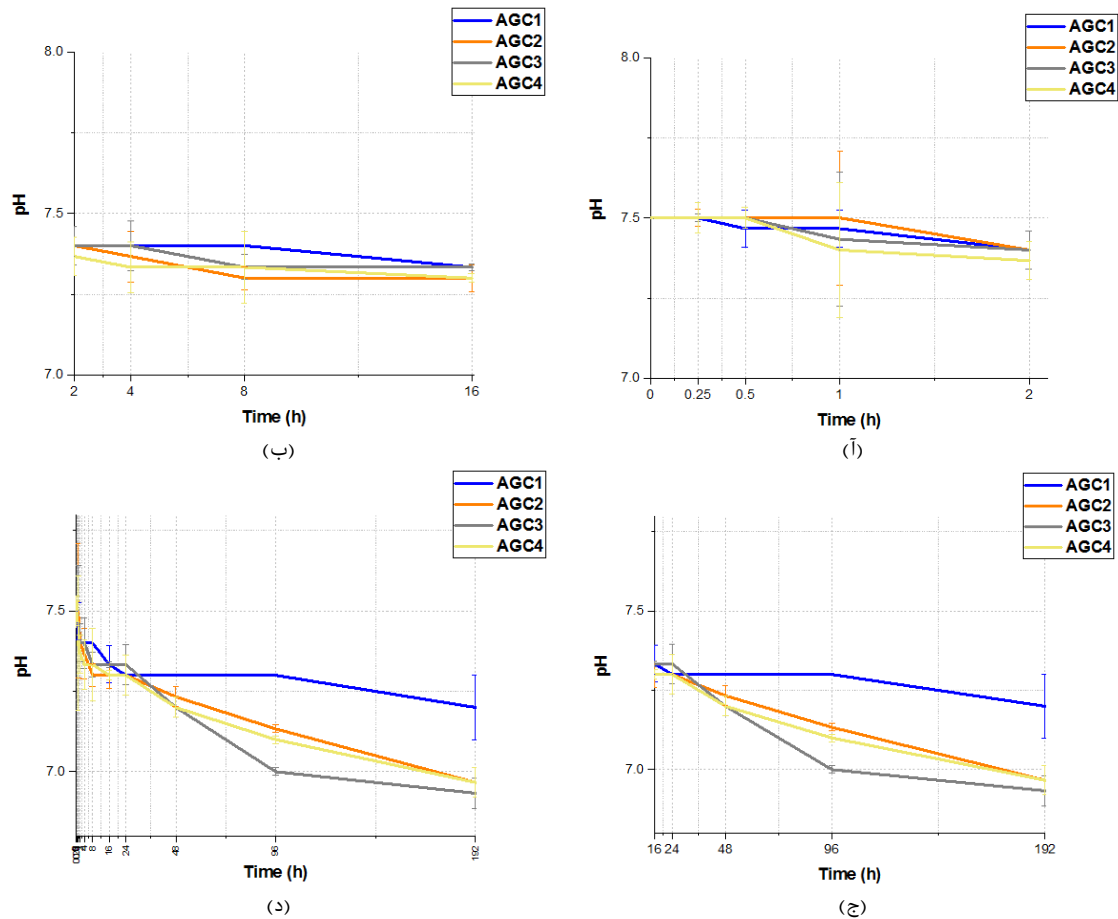 AGC1
AGC2
AGC3
AGC4
8.0
7.5
7.0
pH
2 4 8 16
Time (h)
(ب)
AGC1
AGC2
AGC3
AGC4
8.0
7.5
7.0
pH
0 0.25 0.5 1 2
Time (h)
(آ)
AGC1
AGC2
AGC3
AGC4
7.5
7.0
pH
8 16 24 48 96 192
Time (h)
(د)
AGC1
AGC2
AGC3
AGC4
7.5
7.0
pH
16 24 48 96 192
Time (h)
(ج)